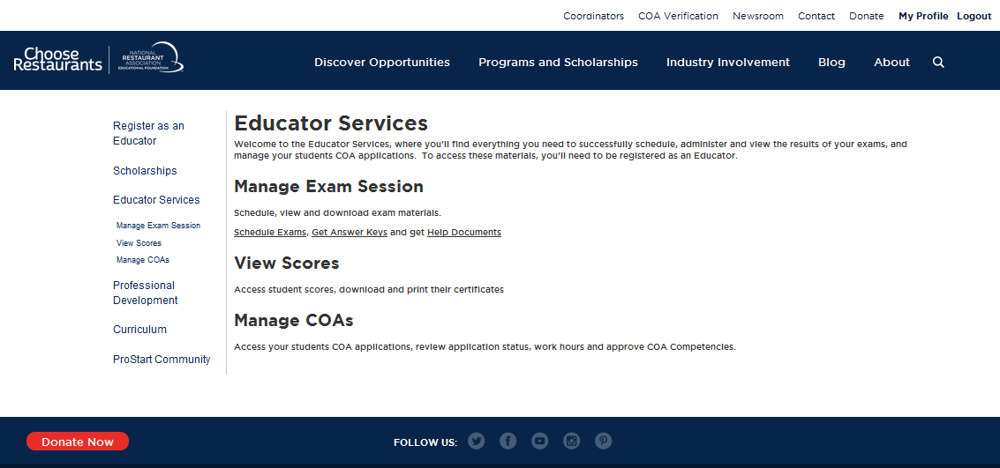 Coordinators COA Verification Newsroom Contact Donate My Profile Logout
Choose
Restaurants
NATIONAL
RESTAURANT
ASSOCIATION
EDUCATIONAL FOUNDATION
Discover Opportunities Programs and Scholarships Industry Involvement Blog About
Register as an
Educator
Scholarships
Educator Services
Manage Exam Session
View Scores
Manage COAs
Professional
Development
Curriculum
ProStart Community
Educator Services
Welcome to the Educator Services, where you'll find everything you need to successfully schedule, administer and view the results of your exams, and
manage your students COA applications. To access these materials, you'll need to be registered as an Educator.
Manage Exam Session
Schedule, view and download exam materials.
Schedule Exams, Get Answer Keys and get Help Documents
View Scores
Access student scores, download and print their certificates
Manage COAs
Access your students COA applications, review application status, work hours and approve COA Competencies.
Donate Now
FOLLOW US: